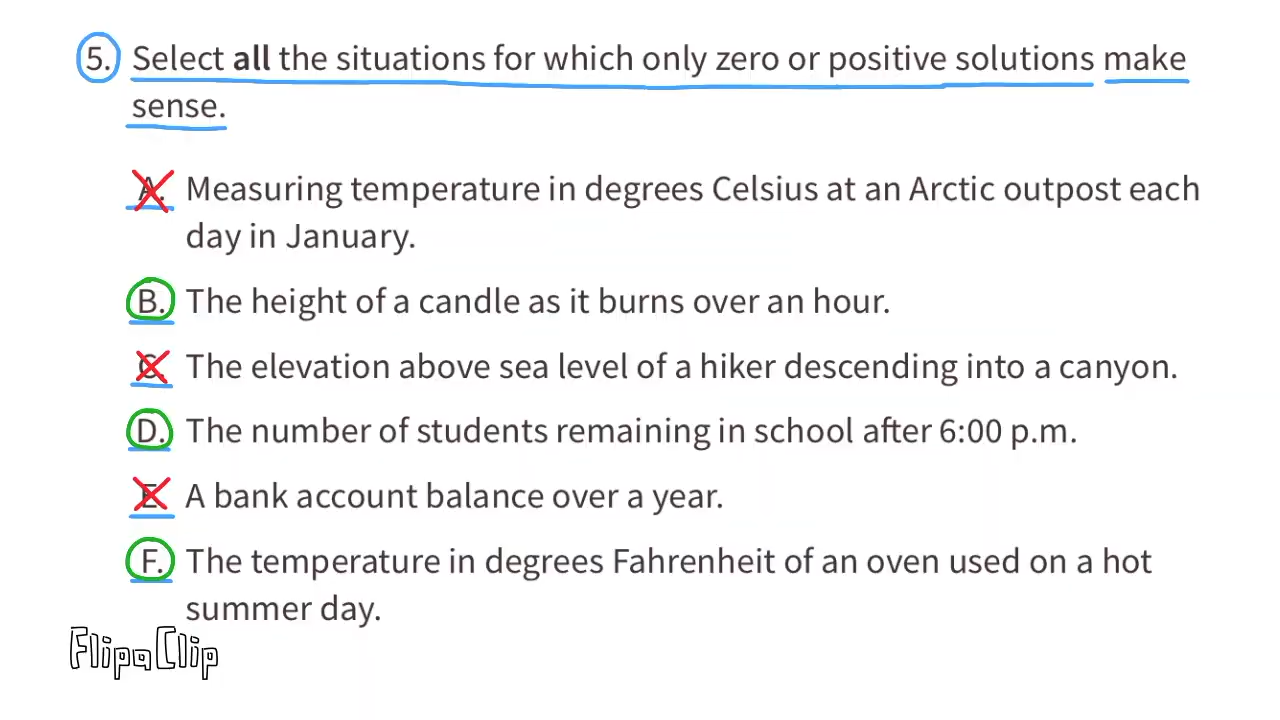 5. Select all the situations for which only zero or positive solutions make
sense.
A. Measuring temperature in degrees Celsius at an Arctic outpost each
day in January.
B. The height of a candle as it burns over an hour.
C. The elevation above sea level of a hiker descending into a canyon.
D. The number of students remaining in school after 6:00 p.m.
E. A bank account balance over a year.
F. The temperature in degrees Fahrenheit of an oven used on a hot
summer day.
FlipaClip